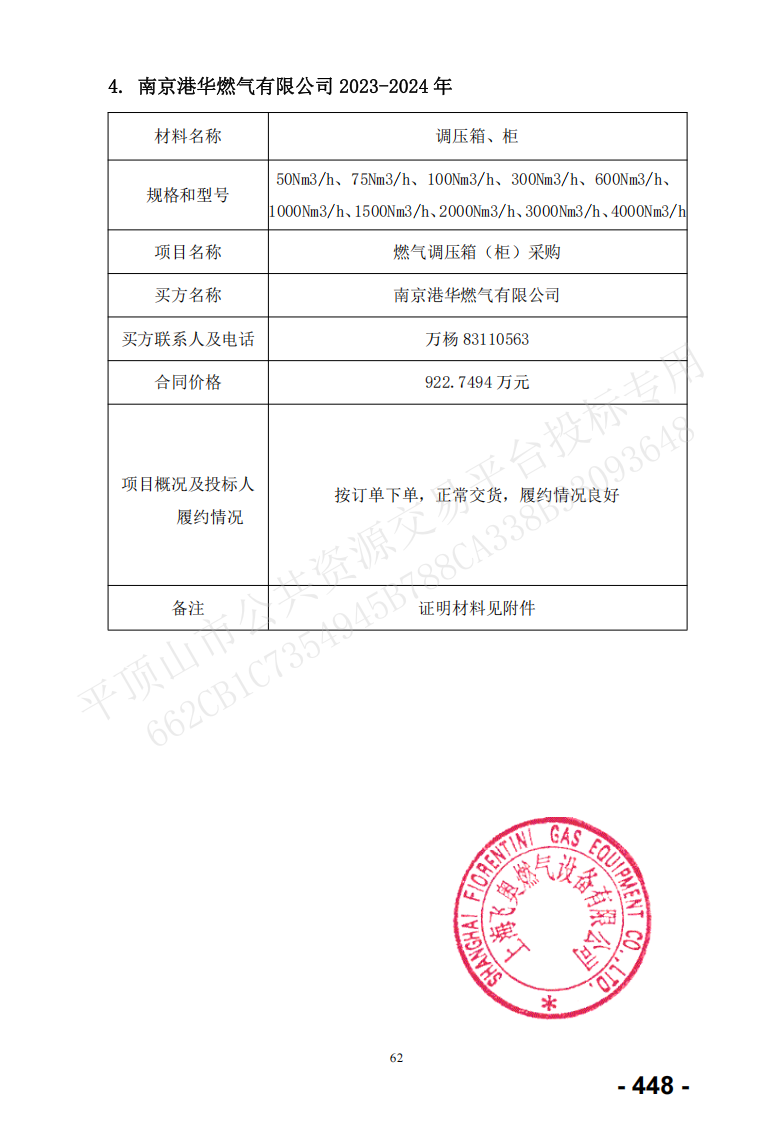 4. 南京港华燃气有限公司 2023-2024 年
材料名称
调压箱、柜
规格和型号
50Nm3/h、75Nm3/h、100Nm3/h、300Nm3/h、600Nm3/h、
1000Nm3/h、1500Nm3/h、2000Nm3/h、3000Nm3/h、4000Nm3/h
项目名称
燃气调压箱（柜）采购
买方名称
南京港华燃气有限公司
买方联系人及电话
万杨 83110563
合同价格
922.7494 万元
项目概况及投标人
履约情况
按订单下单，正常交货，履约情况良好
备注
证明材料见附件
平顶山市公共资源交易平台投标专用
662CB1C7354945B788CA338B98093648
SHANGHAI FIORENTINI GAS EQUIPMENT CO.,LTD.
上海飞奥燃气设备有限公司
*
62
- 448 -